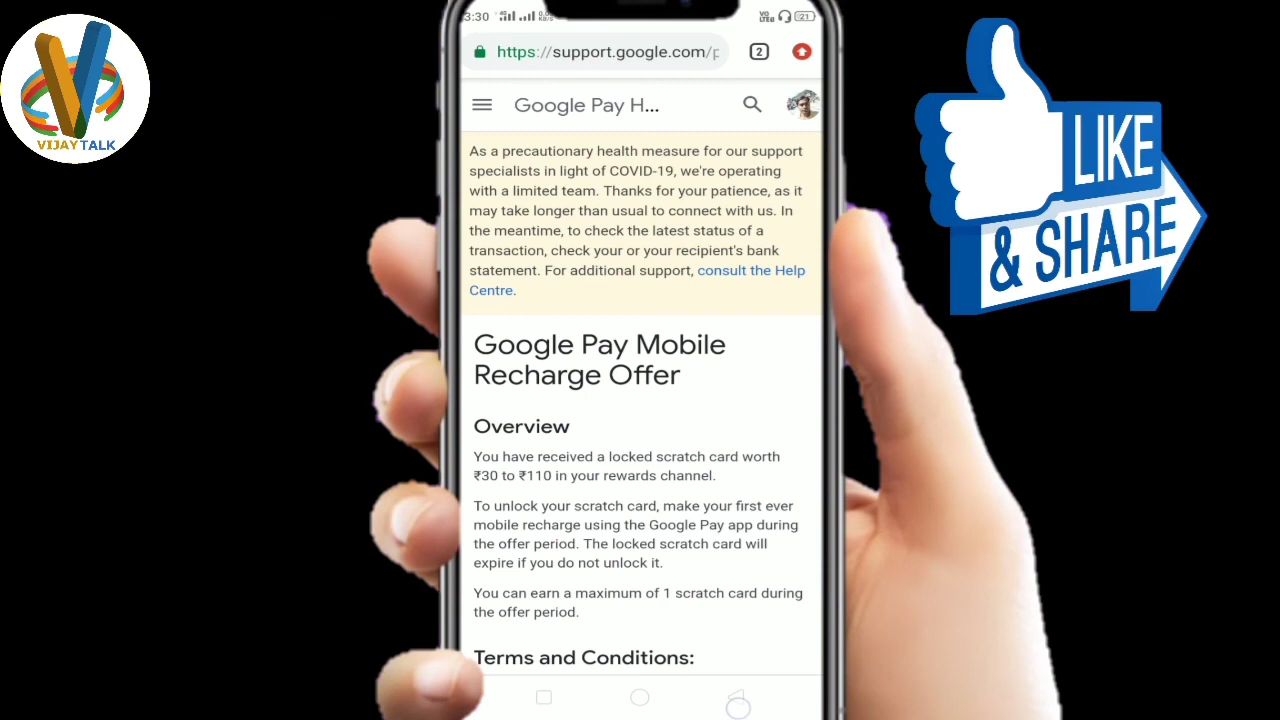 VIJAYTALK
3:30
VO
LTE
21
https://support.google.com/p
2
Google Pay H...
As a precautionary health measure for our support
specialists in light of COVID-19, we're operating
with a limited team. Thanks for your patience, as it
may take longer than usual to connect with us. In
the meantime, to check the latest status of a
transaction, check your or your recipient's bank
statement. For additional support, consult the Help
Centre.
Google Pay Mobile
Recharge Offer
Overview
You have received a locked scratch card worth
₹30 to ₹110 in your rewards channel.
To unlock your scratch card, make your first ever
mobile recharge using the Google Pay app during
the offer period. The locked scratch card will
expire if you do not unlock it.
You can earn a maximum of 1 scratch card during
the offer period.
Terms and Conditions:
LIKE
& SHARE